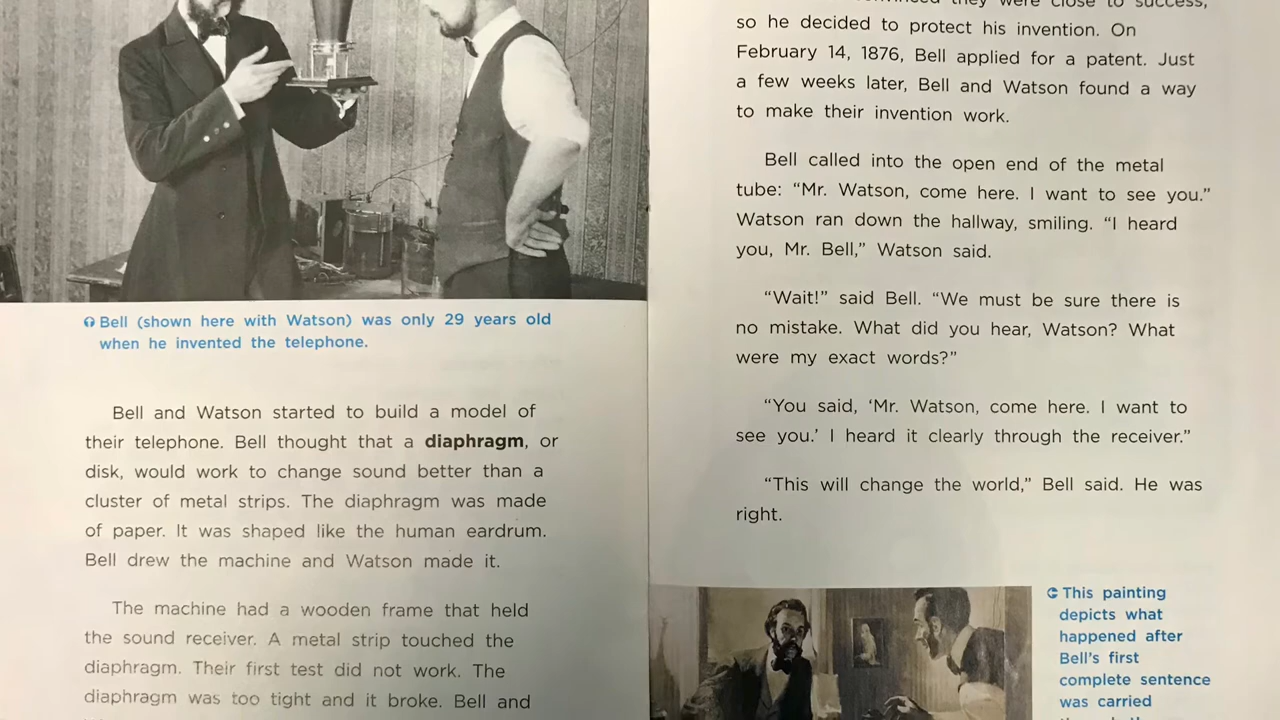 Bell (shown here with Watson) was only 29 years old
when he invented the telephone.
Bell and Watson started to build a model of
their telephone. Bell thought that a diaphragm, or
disk, would work to change sound better than a
cluster of metal strips. The diaphragm was made
of paper. It was shaped like the human eardrum.
Bell drew the machine and Watson made it.
The machine had a wooden frame that held
the sound receiver. A metal strip touched the
diaphragm. Their first test did not work. The
diaphragm was too tight and it broke. Bell and
they were close to success,
so he decided to protect his invention. On
February 14, 1876, Bell applied for a patent. Just
a few weeks later, Bell and Watson found a way
to make their invention work.
Bell called into the open end of the metal
tube: “Mr. Watson, come here. I want to see you.”
Watson ran down the hallway, smiling. “I heard
you, Mr. Bell,” Watson said.
“Wait!” said Bell. “We must be sure there is
no mistake. What did you hear, Watson? What
were my exact words?”
“You said, ‘Mr. Watson, come here. I want to
see you.’ I heard it clearly through the receiver.”
“This will change the world,” Bell said. He was
right.
This painting
depicts what
happened after
Bell’s first
complete sentence
was carried